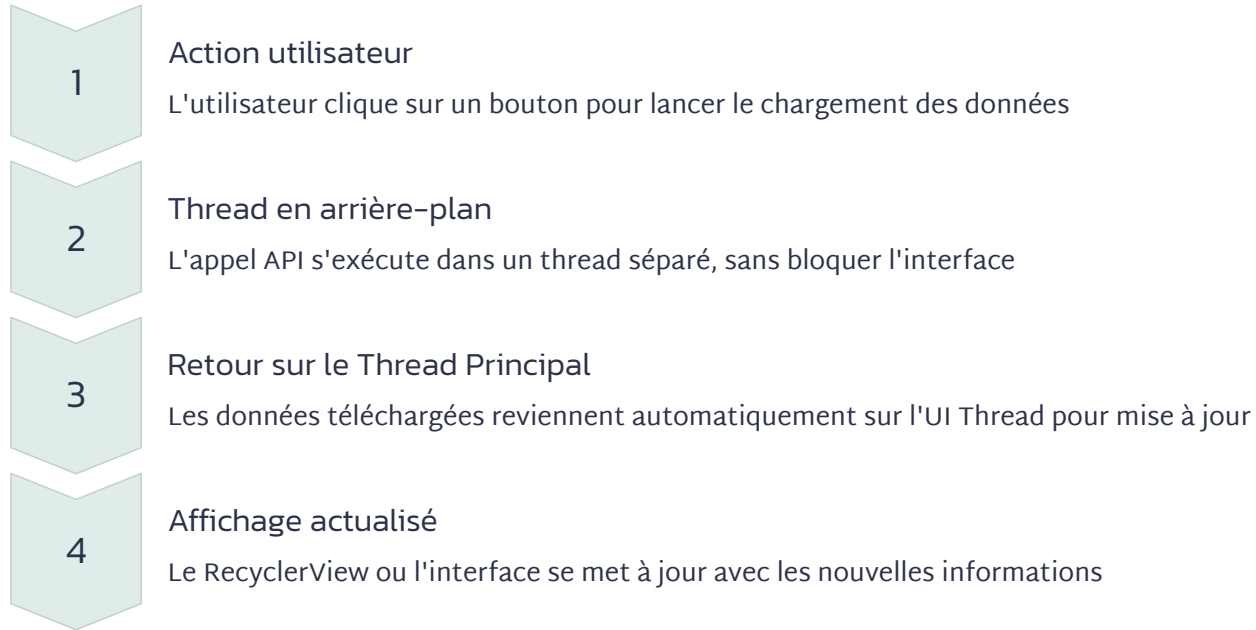 1
Action utilisateur
L'utilisateur clique sur un bouton pour lancer le chargement des données
2
Thread en arrière-plan
L'appel API s'exécute dans un thread séparé, sans bloquer l'interface
3
Retour sur le Thread Principal
Les données téléchargées reviennent automatiquement sur l'UI Thread pour mise à jour
4
Affichage actualisé
Le RecyclerView ou l'interface se met à jour avec les nouvelles informations